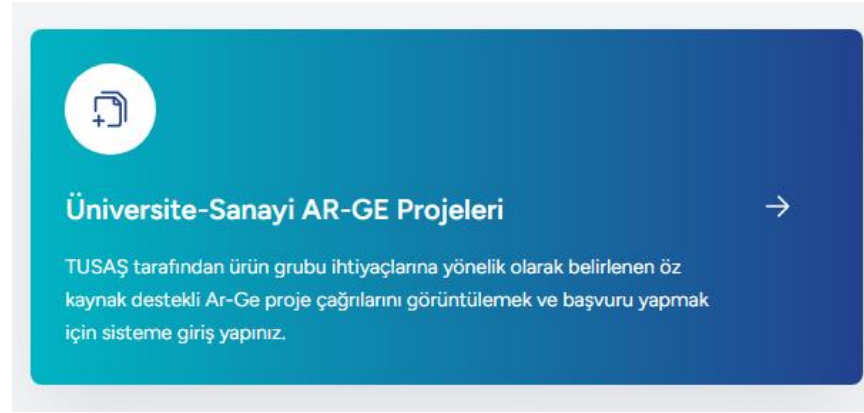 Üniversite-Sanayi AR-GE Projeleri
TUSAŞ tarafından ürün grubu ihtiyaçlarına yönelik olarak belirlenen öz
kaynak destekli Ar-Ge proje çağrılarını görüntülemek ve başvuru yapmak
için sisteme giriş yapınız.